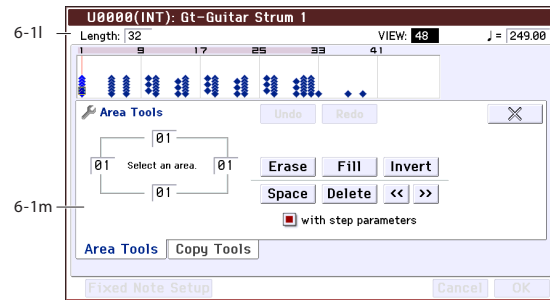 U0000(INT): Gt-Guitar Strum 1
6-1l
Length: 32 VIEW: 48 ♩= 249.00
1 9 17 25 33 41
Area Tools Undo Redo
01
01 Select an area. 01 Erase Fill Invert
01 Space Delete << >>
6-1m
with step parameters
Area Tools Copy Tools
Fixed Note Setup Cancel OK